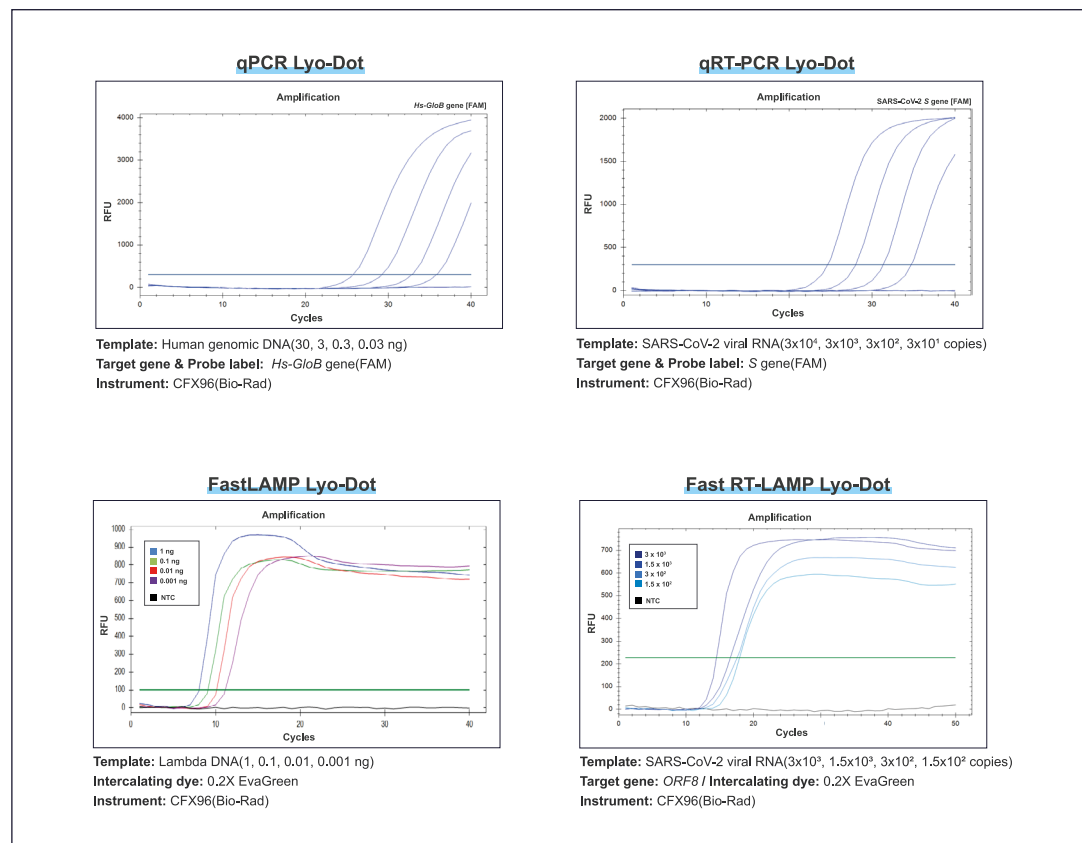 qPCR Lyo-Dot
Amplification
Hs-GloB gene [FAM]
4000
3000
2000
1000
0
RFU
0
10
20
30
40
Cycles
Template: Human genomic DNA(30, 3, 0.3, 0.03 ng)
Target gene & Probe label: Hs-GloB gene(FAM)
Instrument: CFX96(Bio-Rad)
qRT-PCR Lyo-Dot
Amplification
SARS-CoV-2 S gene [FAM]
2000
1500
1000
500
0
RFU
0
10
20
30
40
Cycles
Template: SARS-CoV-2 viral RNA(3x10⁴, 3x10³, 3x10², 3x10¹ copies)
Target gene & Probe label: S gene(FAM)
Instrument: CFX96(Bio-Rad)
FastLAMP Lyo-Dot
Amplification
1000
900
800
700
600
500
400
300
200
100
0
RFU
1 ng
0.1 ng
0.01 ng
0.001 ng
NTC
0
10
20
30
40
Cycles
Template: Lambda DNA(1, 0.1, 0.01, 0.001 ng)
Intercalating dye: 0.2X EvaGreen
Instrument: CFX96(Bio-Rad)
Fast RT-LAMP Lyo-Dot
Amplification
700
600
500
400
300
200
100
0
RFU
3 x 10³
1.5 x 10³
3 x 10²
1.5 x 10²
NTC
0
10
20
30
40
50
Cycles
Template: SARS-CoV-2 viral RNA(3x10³, 1.5x10³, 3x10², 1.5x10² copies)
Target gene: ORF8 / Intercalating dye: 0.2X EvaGreen
Instrument: CFX96(Bio-Rad)